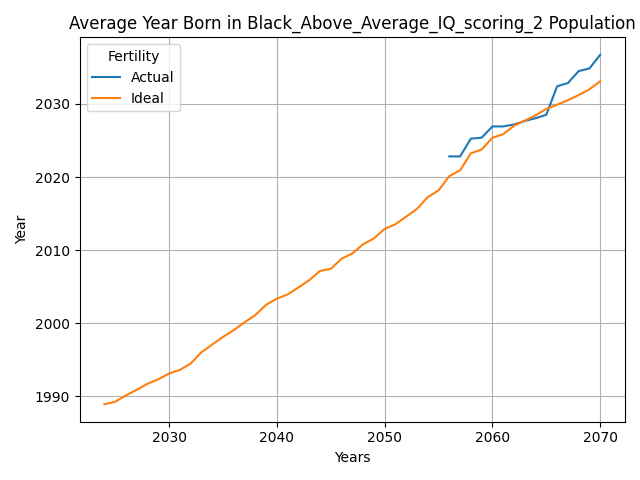 Average Year Born in Black_Above_Average_IQ_scoring_2 Population
Fertility
Actual
Ideal
Year
2030
2020
2010
2000
1990
2030 2040 2050 2060 2070
Years